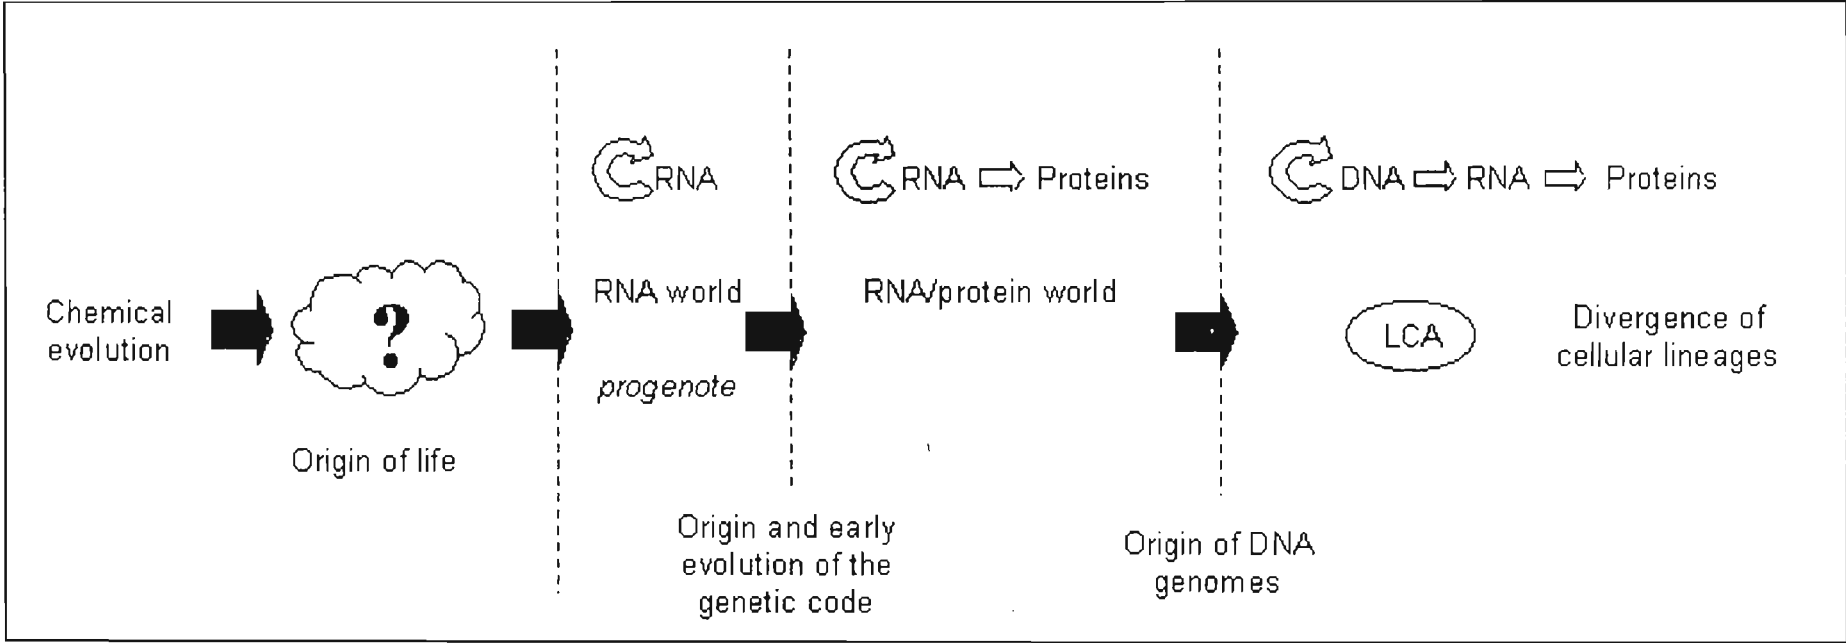 RNA
RNA Proteins
DNA RNA Proteins
Chemical
evolution
?
Origin of life
RNA world
progenote
RNA/protein world
LCA
Divergence of
cellular lineages
Origin and early
evolution of the
genetic code
Origin of DNA
genomes